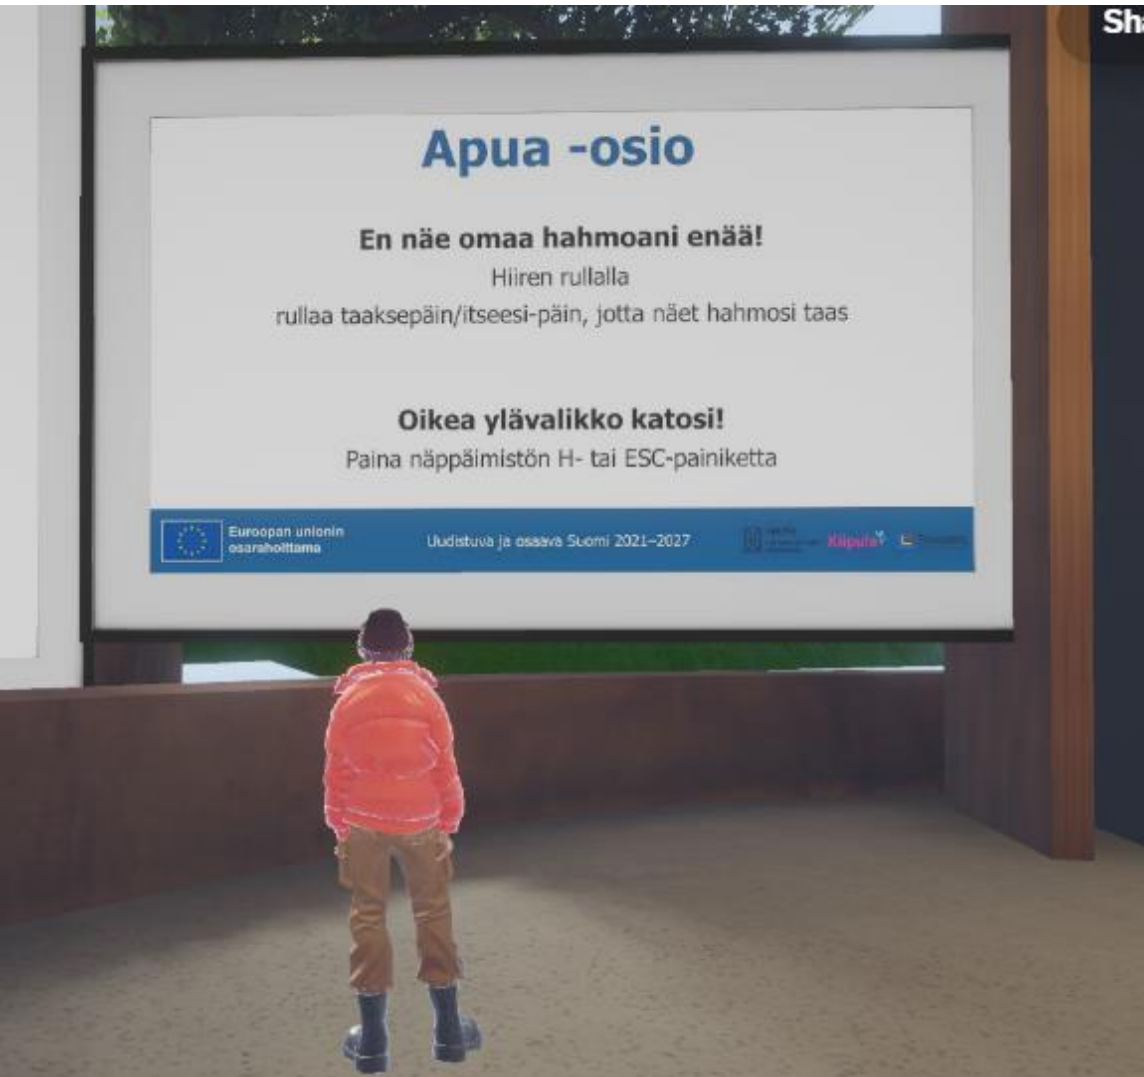 Sha
Apua -osio
En näe omaa hahmoani enää!
Hiiren rullalla
rullaa taaksepäin/itseesi-päin, jotta näet hahmosi taas
Oikea ylävalikko katosi!
Paina näppäimistön H- tai ESC-painiketta
Euroopan unionin
osarahoittama
Uudistuva ja osaava Suomi 2021–2027
Kiipula